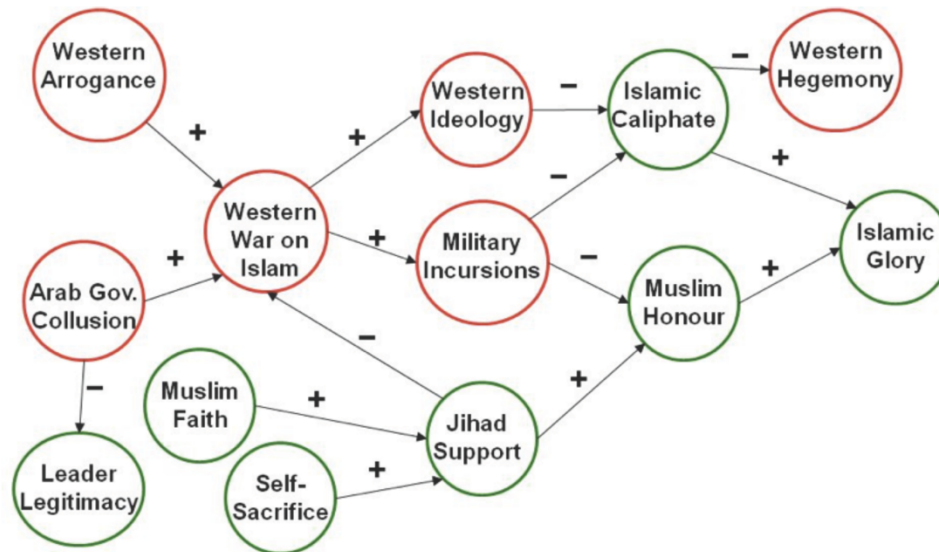 Western
Arrogance
+
Western
Ideology
–
Islamic
Caliphate
–
Western
Hegemony
+
+
Western
War on
Islam
+
Military
Incursions
–
–
+
Islamic
Glory
Arab Gov.
Collusion
+
Muslim
Honour
+
–
–
Muslim
Faith
+
Jihad
Support
+
Leader
Legitimacy
Self-
Sacrifice
+